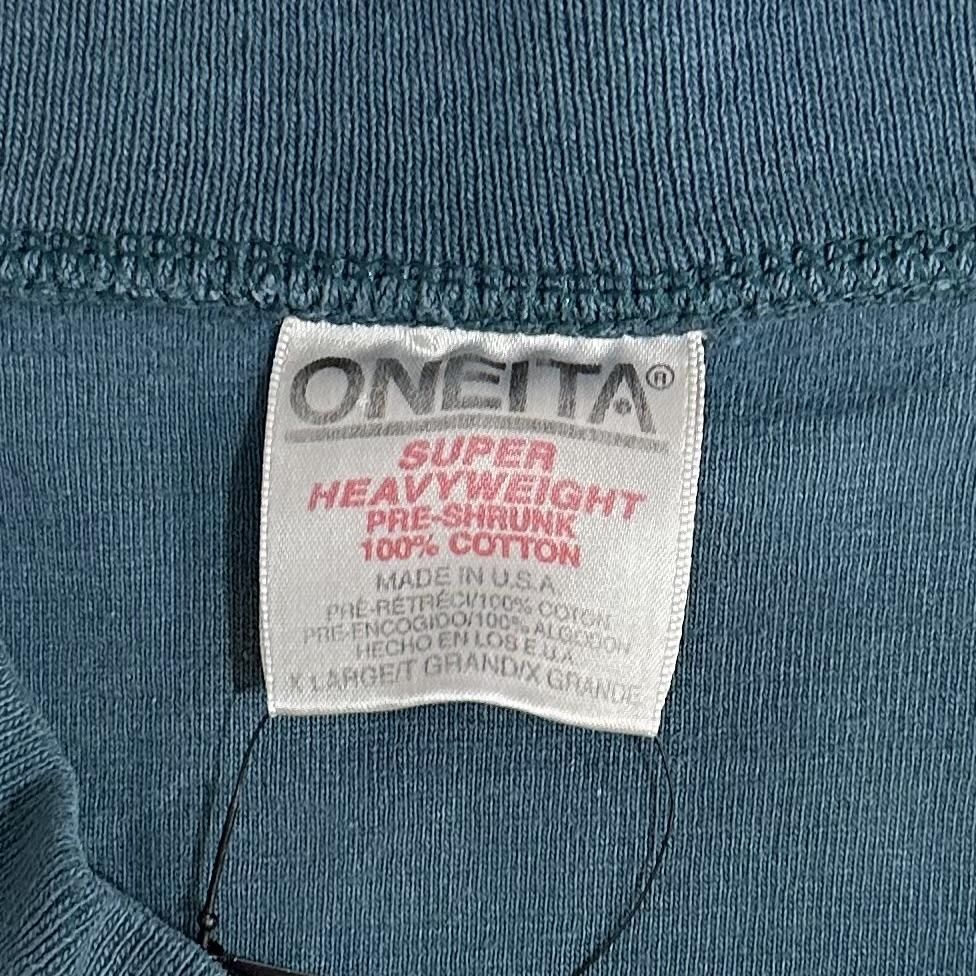 ONEITA®
SUPER
HEAVYWEIGHT
PRE-SHRUNK
100% COTTON
MADE IN U.S.A.
PRÉ-RÉTRÉCI/100% COTON
PRE-ENCOGIDO/100% ALGODON
HECHO EN LOS E.U.A.
X LARGE/T GRAND/X GRANDE